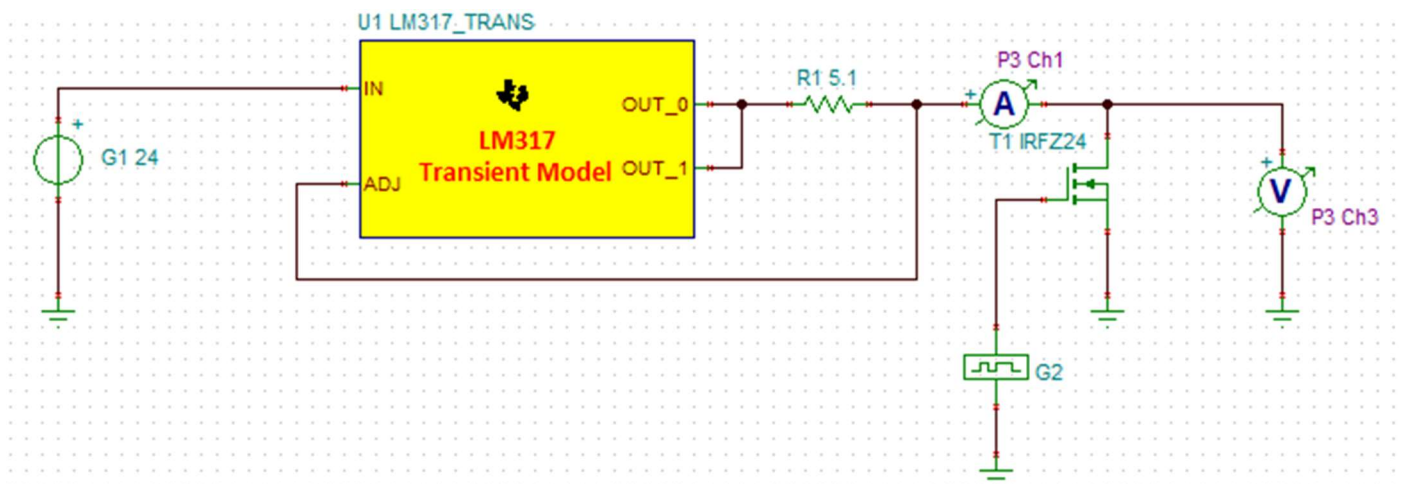 U1 LM317_TRANS
IN
ADJ
LM317
Transient Model
OUT_0
OUT_1
G1 24
R1 5.1
P3 Ch1
A
T1 IRFZ24
V
P3 Ch3
G2